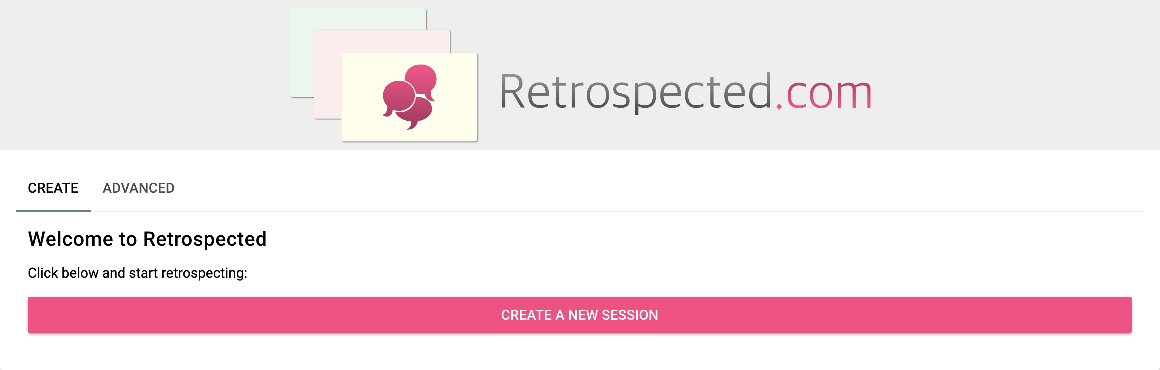 Retrospected.com
CREATE ADVANCED
Welcome to Retrospected
Click below and start retrospecting:
CREATE A NEW SESSION